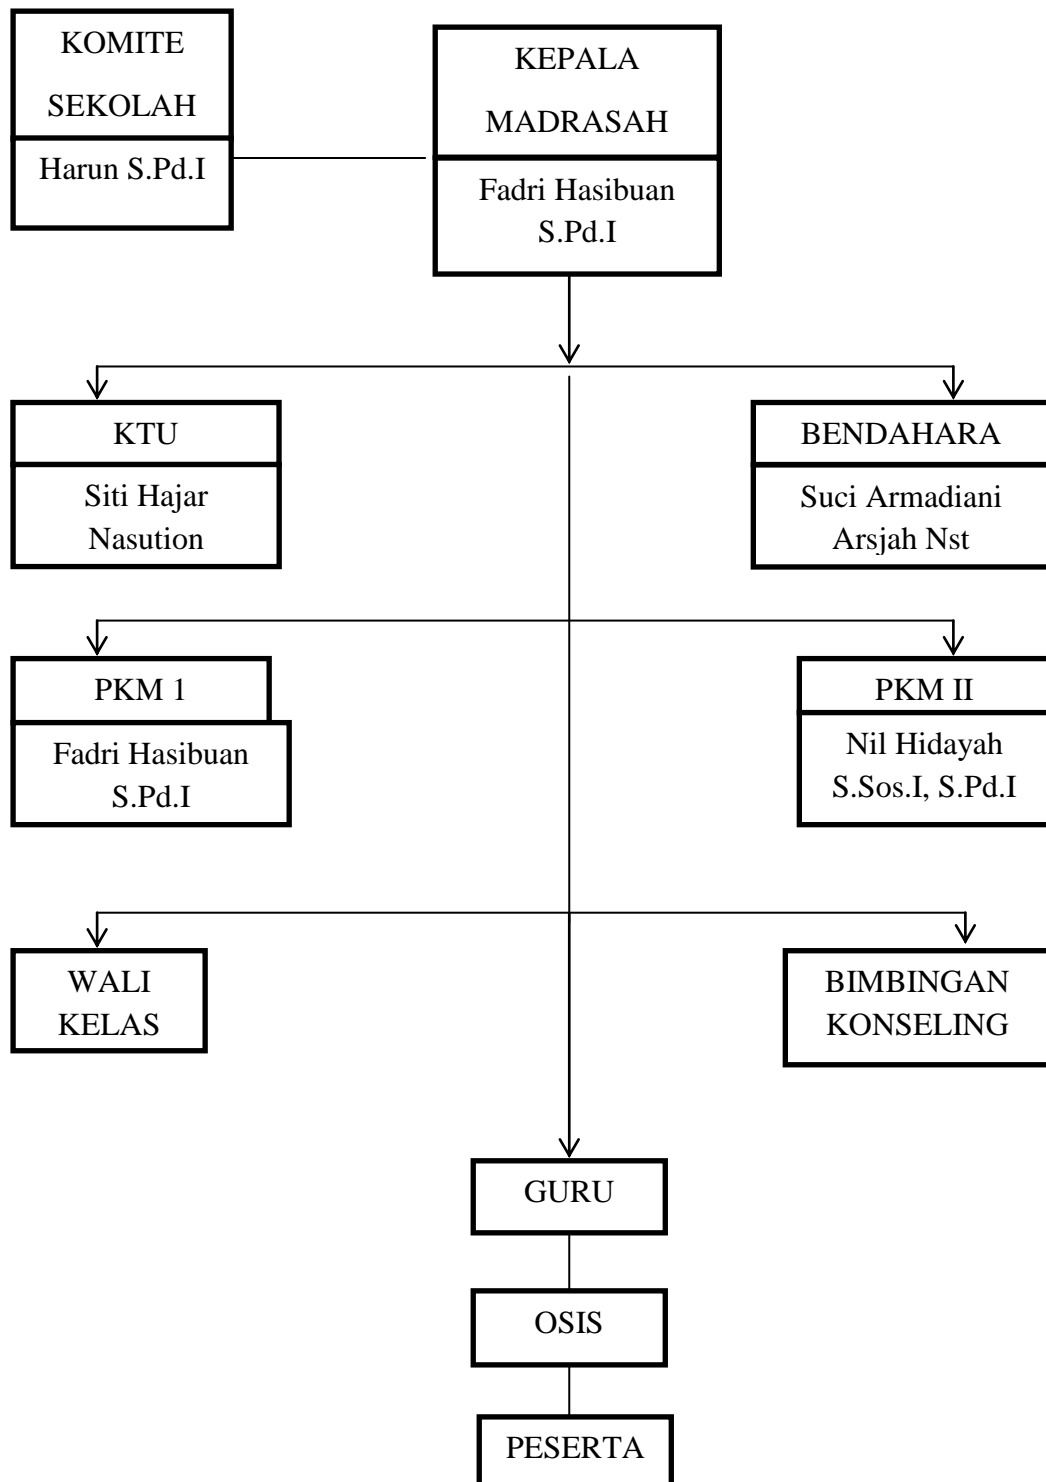 KOMITE
SEKOLAH
Harun S.Pd.I
KEPALA
MADRASAH
Fadri Hasibuan
S.Pd.I
KTU
Siti Hajar
Nasution
BENDAHARA
Suci Armadiani
Arsjah Nst
PKM 1
Fadri Hasibuan
S.Pd.I
PKM II
Nil Hidayah
S.Sos.I, S.Pd.I
WALI
KELAS
BIMBINGAN
KONSELING
GURU
OSIS
PESERTA